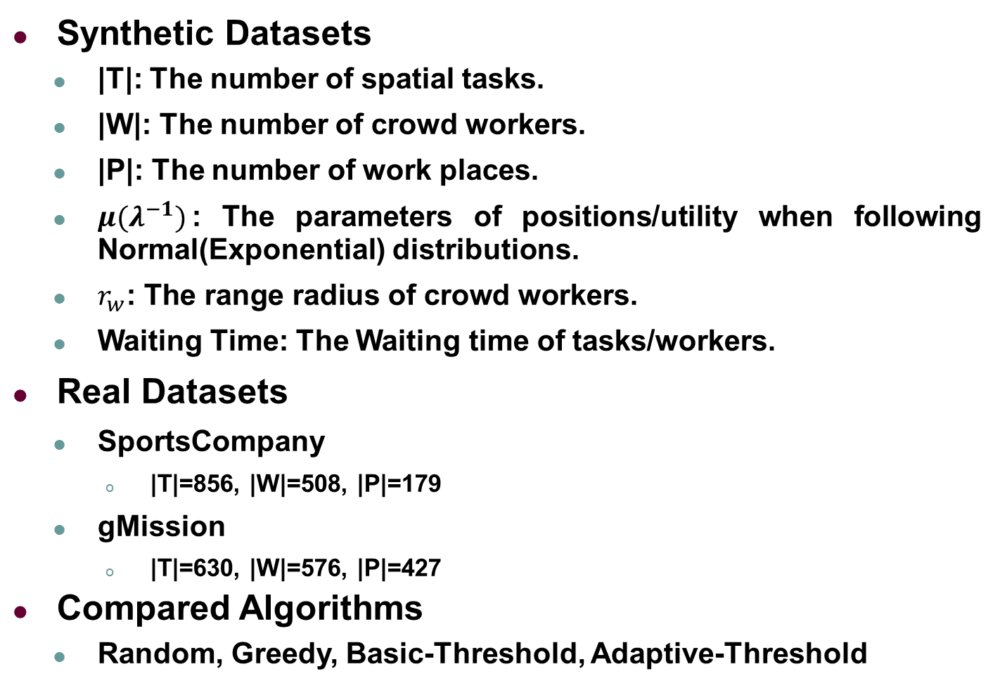 Synthetic Datasets
|T|: The number of spatial tasks.
|W|: The number of crowd workers.
|P|: The number of work places.
μ(λ⁻¹): The parameters of positions/utility when following
Normal(Exponential) distributions.
r_w: The range radius of crowd workers.
Waiting Time: The Waiting time of tasks/workers.
Real Datasets
SportsCompany
|T|=856, |W|=508, |P|=179
gMission
|T|=630, |W|=576, |P|=427
Compared Algorithms
Random, Greedy, Basic-Threshold, Adaptive-Threshold